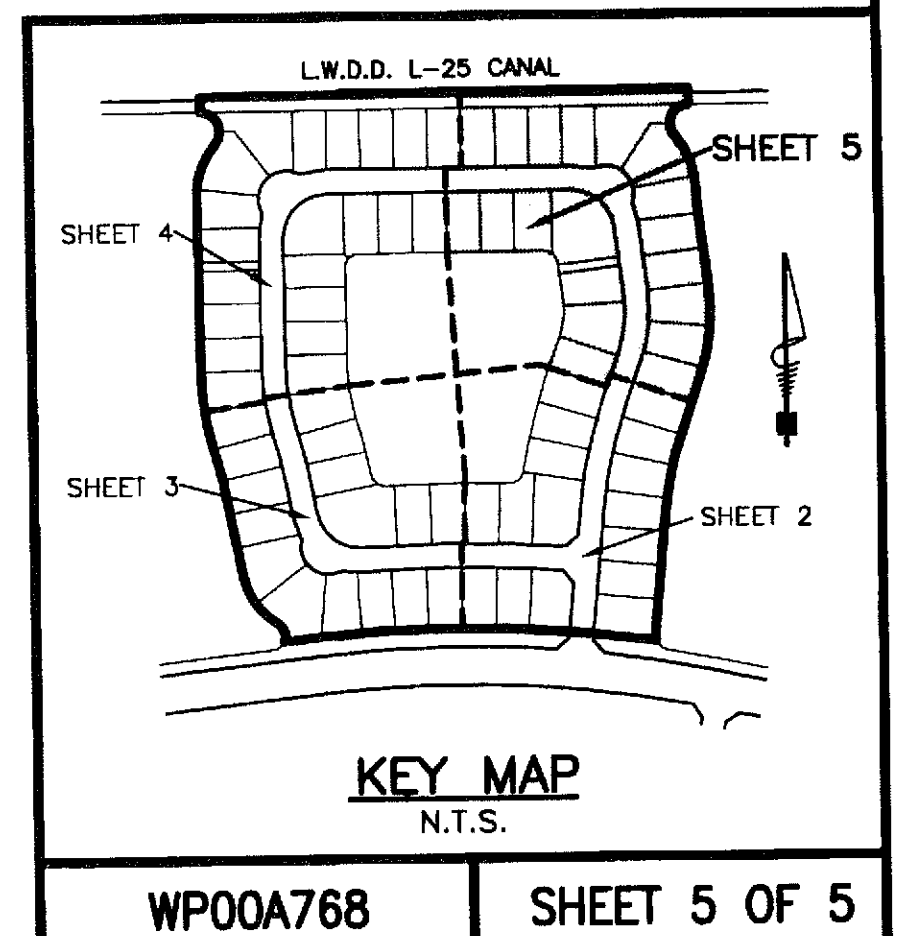 L.W.D.D. L-25 CANAL
SHEET 5
SHEET 4
SHEET 3
SHEET 2
KEY MAP
N.T.S.
WP00A768
SHEET 5 OF 5